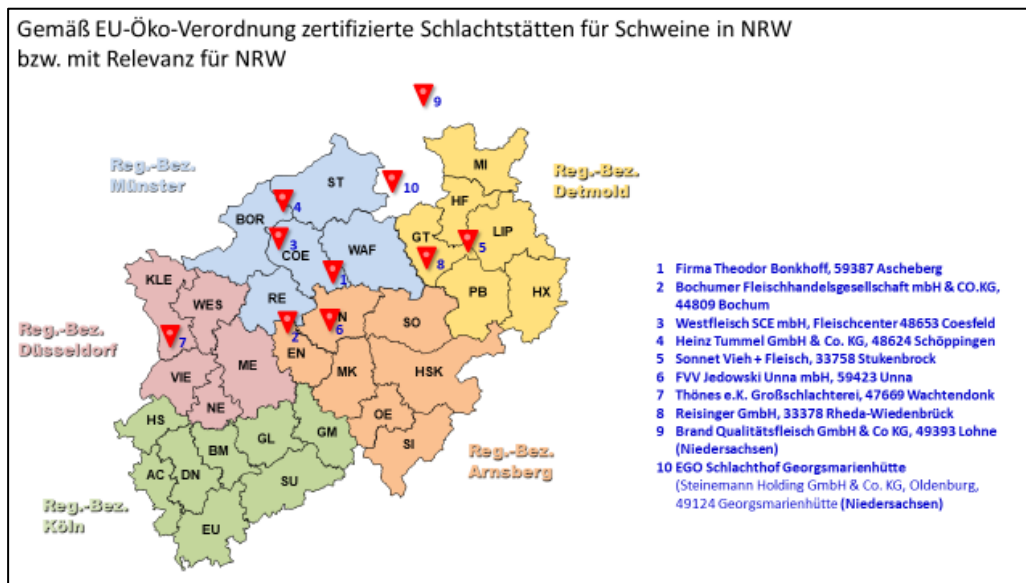 Gemäß EU-Öko-Verordnung zertifizierte Schlachtstätten für Schweine in NRW
bzw. mit Relevanz für NRW
9
Reg.-Bez.
Münster
ST
10
MI
Reg.-Bez.
Detmold
4
BOR
HF
LIP
3
COE
WAF
GT
5
8
KLE
1
WES
RE
PB
HX
Reg.-Bez.
Düsseldorf
7
2
N
6
SO
EN
ME
MK
HSK
VIE
NE
OE
HS
GM
GL
BM
SI
Reg.-Bez.
Arnsberg
AC
DN
SU
Reg.-Bez.
Köln
EU
1 Firma Theodor Bonkhoff, 59387 Ascheberg
2 Bochumer Fleischhandelsgesellschaft mbH & CO.KG,
44809 Bochum
3 Westfleisch SCE mbH, Fleischcenter 48653 Coesfeld
4 Heinz Tummel GmbH & Co. KG, 48624 Schöppingen
5 Sonnet Vieh + Fleisch, 33758 Stukenbrock
6 FVV Jedowski Unna mbH, 59423 Unna
7 Thönes e.K. Großschlachterei, 47669 Wachtendonk
8 Reisinger GmbH, 33378 Rheda-Wiedenbrück
9 Brand Qualitätsfleisch GmbH & Co KG, 49393 Lohne
(Niedersachsen)
10 EGO Schlachthof Georgsmarienhütte
(Steinemann Holding GmbH & Co. KG, Oldenburg,
49124 Georgsmarienhütte (Niedersachsen)